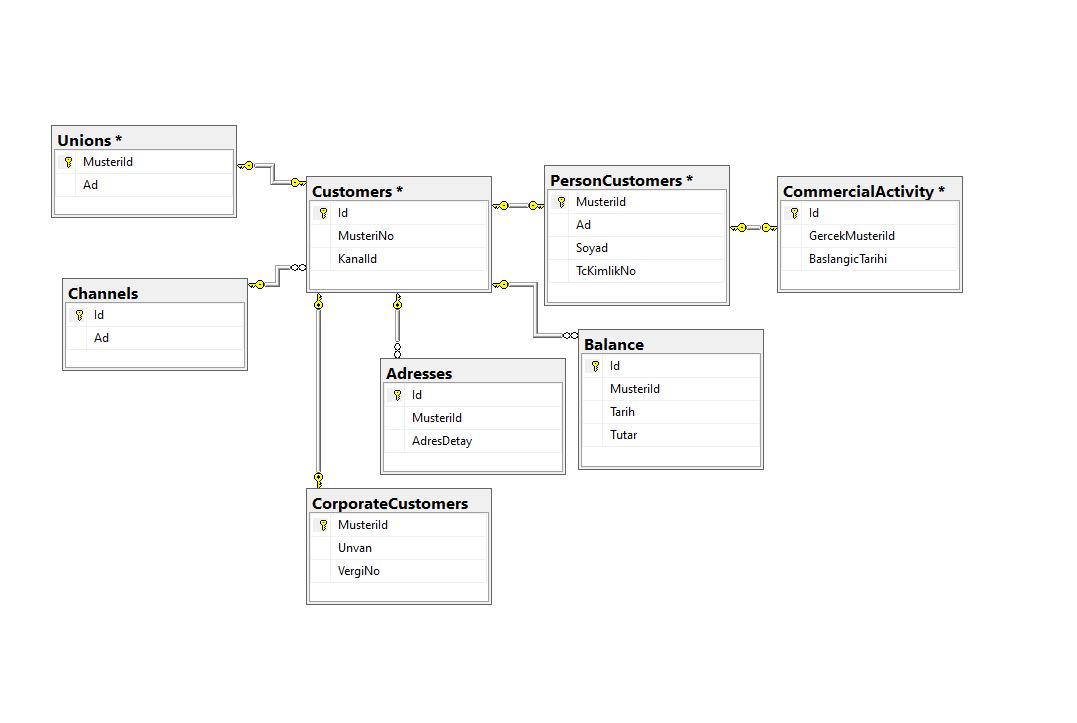 Unions *
MusteriId
Ad
Customers *
Id
MusteriNo
KanalId
PersonCustomers *
MusteriId
Ad
Soyad
TcKimlikNo
CommercialActivity *
Id
GercekMusteriId
BaslangicTarihi
Channels
Id
Ad
Adresses
Id
MusteriId
AdresDetay
Balance
Id
MusteriId
Tarih
Tutar
CorporateCustomers
MusteriId
Unvan
VergiNo